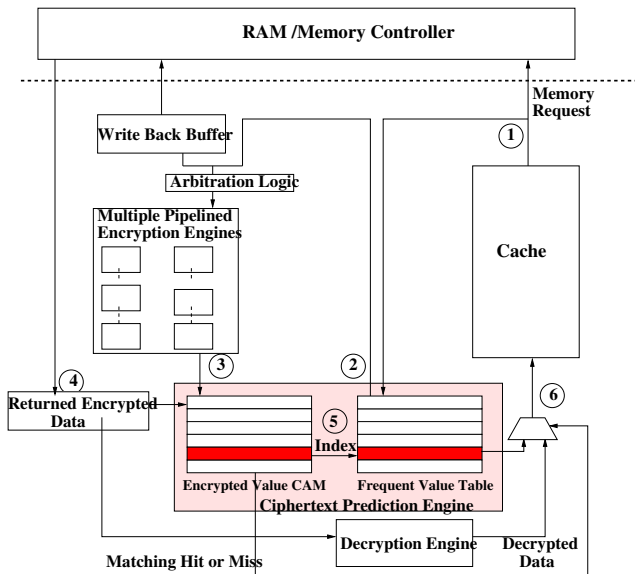 RAM /Memory Controller
Memory
Request
1
Write Back Buffer
Arbitration Logic
Multiple Pipelined
Encryption Engines
Cache
3
2
4
6
Returned Encrypted
Data
5
Index
Encrypted Value CAM
Frequent Value Table
Ciphertext Prediction Engine
Decryption Engine
Decrypted
Data
Matching Hit or Miss